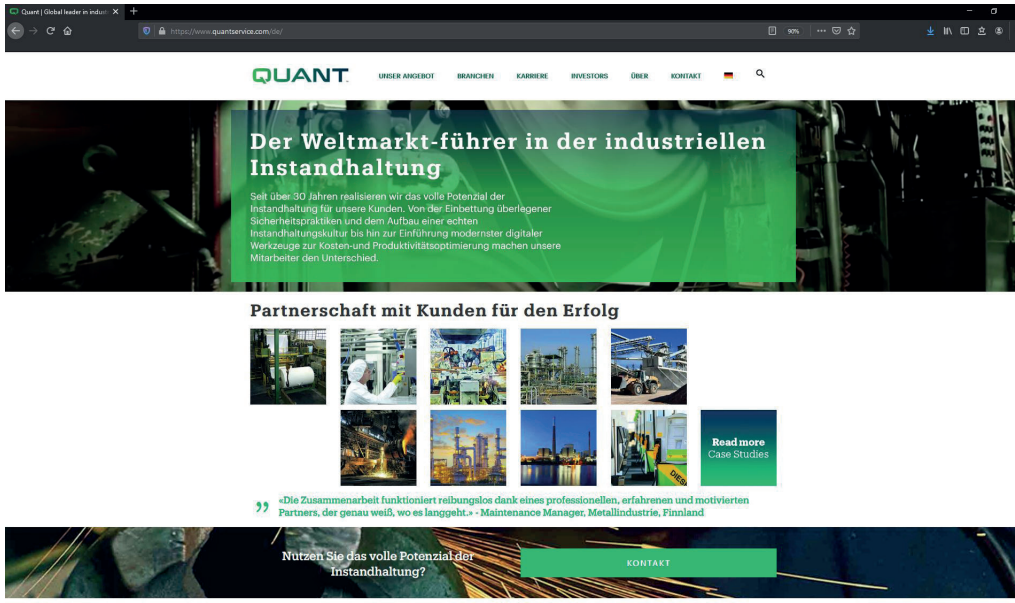 Quant | Global leader in indust
90%
https://www.quantservice.com/de/
QUANT
UNSER ANGEBOT BRANCHEN KARRIERE INVESTORS ÜBER KONTAKT
Der Weltmarkt-führer in der industriellen
Instandhaltung
Seit über 30 Jahren realisieren wir das volle Potenzial der
Instandhaltung für unsere Kunden. Von der Einbettung überlegener
Sicherheitspraktiken und dem Aufbau einer echten
Instandhaltungskultur bis hin zur Einführung modernster digitaler
Werkzeuge zur Kosten-und Produktivitätsoptimierung machen unsere
Mitarbeiter den Unterschied.
Partnerschaft mit Kunden für den Erfolg
DIESE
Read more
Case Studies
«Die Zusammenarbeit funktioniert reibungslos dank eines professionellen, erfahrenen und motivierten
Partners, der genau weiß, wo es langgeht.» - Maintenance Manager, Metallindustrie, Finnland
Nutzen Sie das volle Potenzial der
Instandhaltung?
KONTAKT